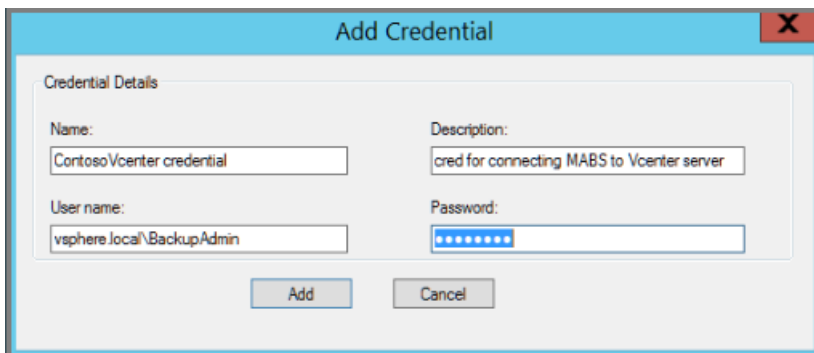 Add Credential
X
Credential Details
Name:
Description:
ContosoVcenter credential
cred for connecting MABS to Vcenter server
User name:
Password:
vsphere.local\BackupAdmin
••••••••
Add
Cancel